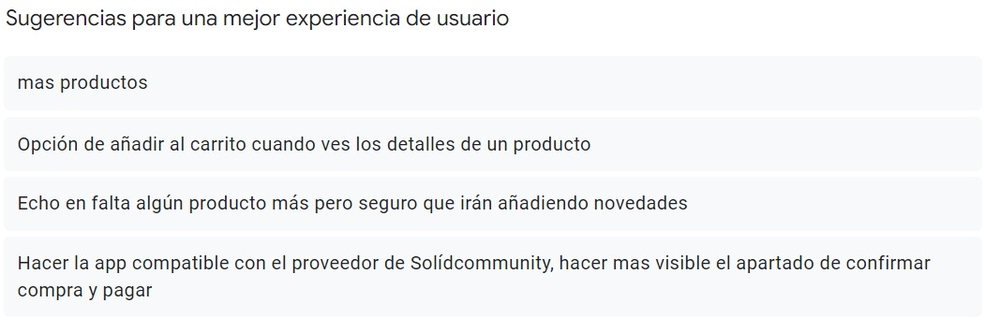 Sugerencias para una mejor experiencia de usuario
mas productos
Opción de añadir al carrito cuando ves los detalles de un producto
Echo en falta algún producto más pero seguro que irán añadiendo novedades
Hacer la app compatible con el proveedor de Solídcommunity, hacer mas visible el apartado de confirmar
compra y pagar